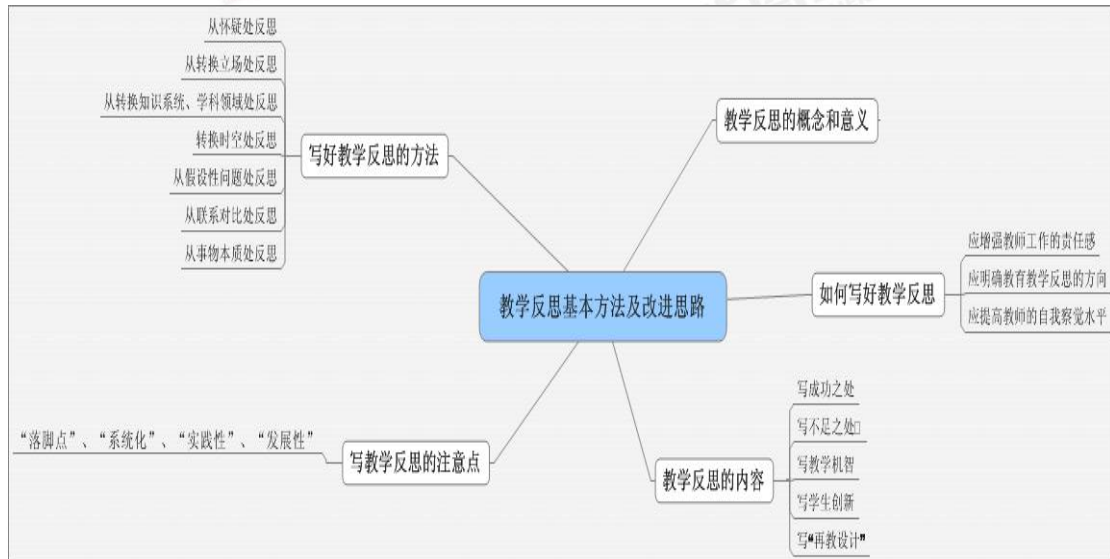 教学反思基本方法及改进思路
教学反思的概念和意义
如何写好教学反思
应增强教师工作的责任感
应明确教育教学反思的方向
应提高教师的自我察觉水平
教学反思的内容
写成功之处
写不足之处
写教学机智
写学生创新
写“再教设计”
写教学反思的注意点
“落脚点”、“系统化”、“实践性”、“发展性”
写好教学反思的方法
从怀疑处反思
从转换立场处反思
从转换知识系统、学科领域处反思
转换时空处反思
从假设性问题处反思
从联系对比处反思
从事物本质处反思